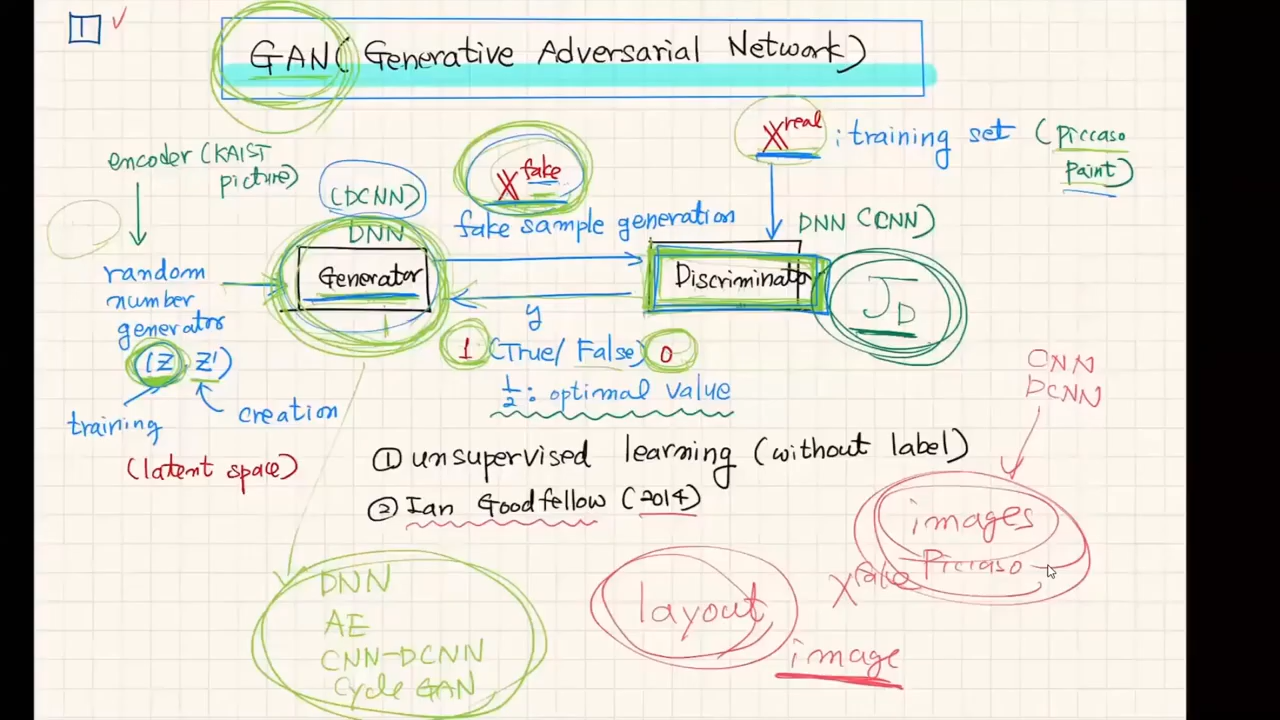 1 ✓
GAN (Generative Adversarial Network)
encoder (KAIST
picture)
(DCNN)
DNN
Generator
X^fake
fake sample generation
X^real : training set (piccaso
paint)
DNN (CNN)
Discriminator
J_D
random
number
generator
(Z Z')
training
creation
(latent space)
y
1 (True/ False) 0
1/2 : optimal value
① unsupervised learning (without label)
② Ian Goodfellow (2014)
CNN
DCNN
images
Piccaso
X^fake
layout
image
DNN
AE
CNN-DCNN
Cycle GAN